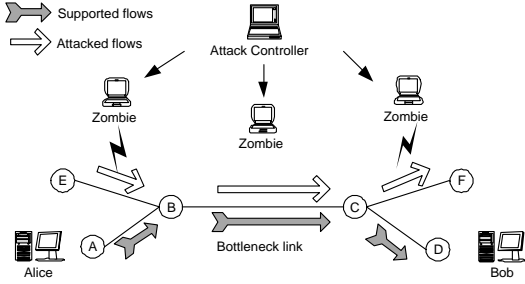 Supported flows
Attacked flows
Attack Controller
Zombie
Zombie
Zombie
E
B
C
F
A
Bottleneck link
D
Alice
Bob